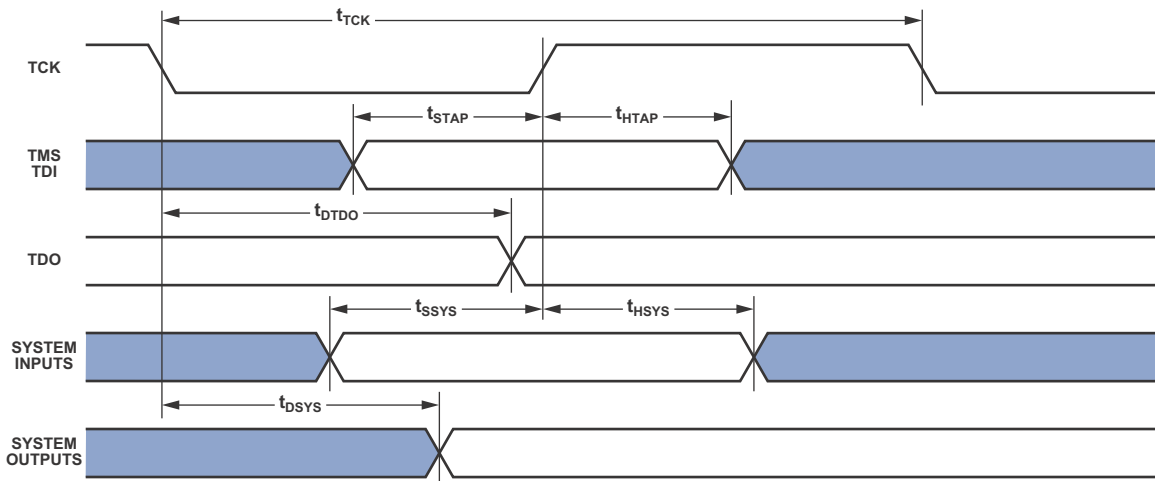 tTCK
TCK
tSTAP
tHTAP
TMS
TDI
tDTDO
TDO
tSSYS
tHSYS
SYSTEM
INPUTS
tDSYS
SYSTEM
OUTPUTS